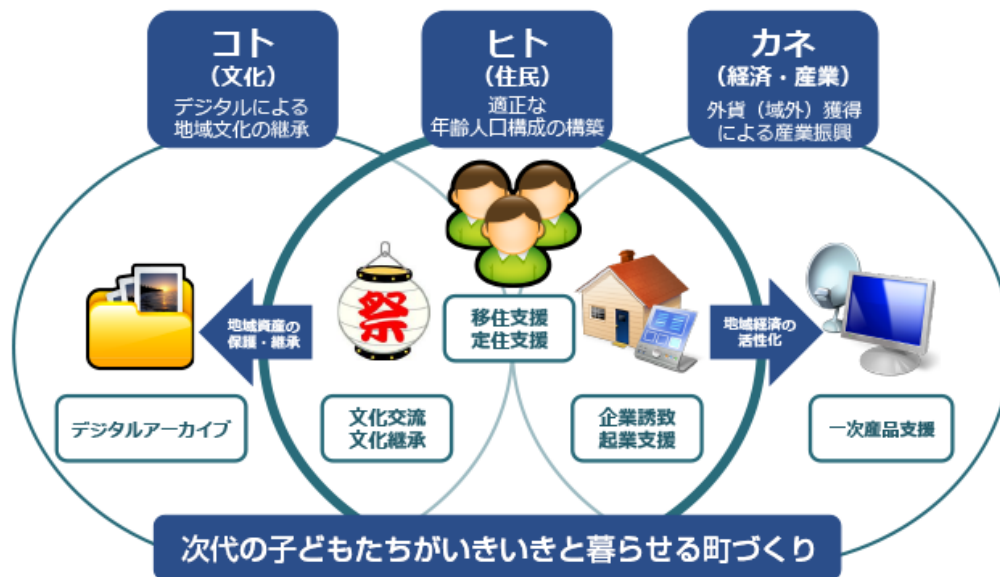 コト
（文化）
デジタルによる
地域文化の継承
ヒト
（住民）
適正な
年齢人口構成の構築
カネ
（経済・産業）
外貨（域外）獲得
による産業振興
地域資産の
保護・継承
祭
移住支援
定住支援
地域経済の
活性化
デジタルアーカイブ
文化交流
文化継承
企業誘致
起業支援
一次産品支援
次代の子どもたちがいきいきと暮らせる町づくり